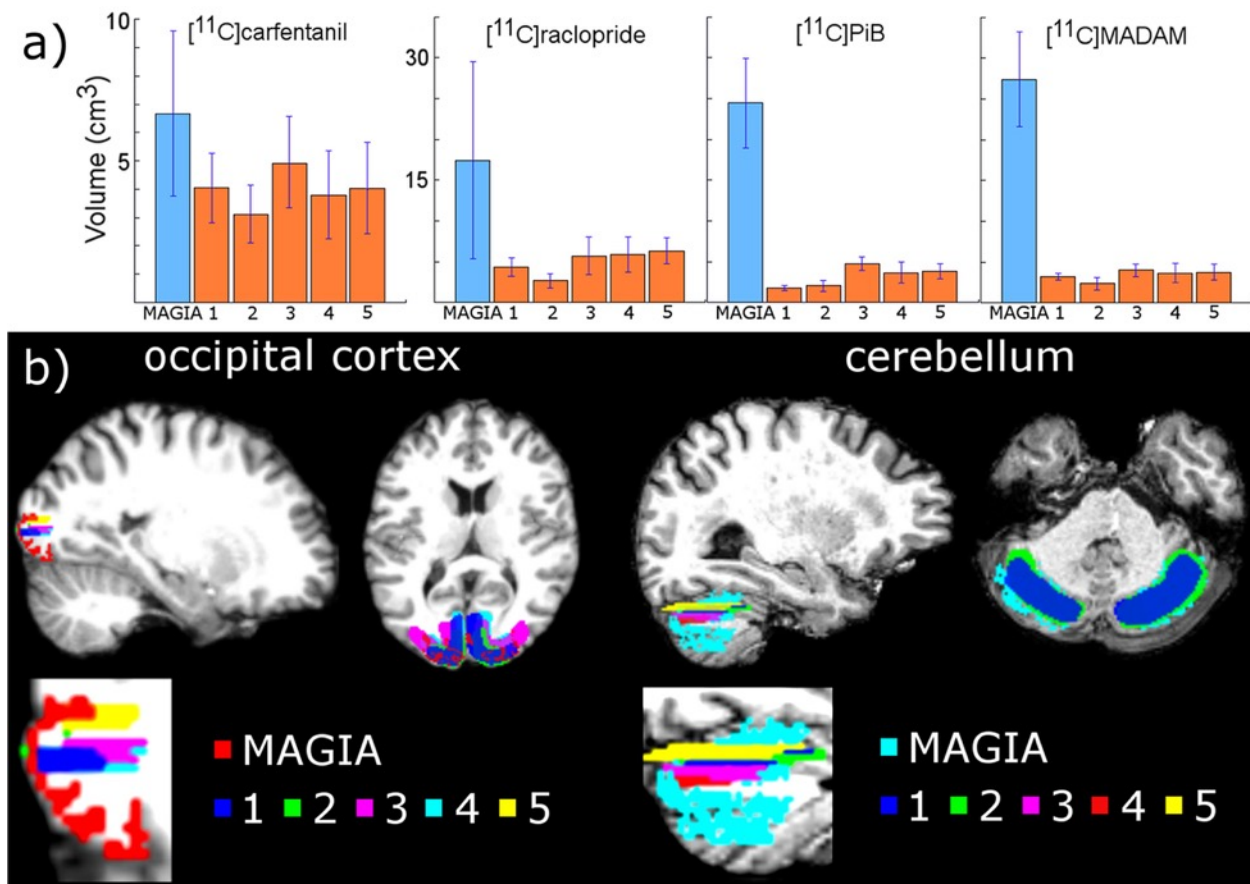 a)
[¹¹C]carfentanil
[¹¹C]raclopride
[¹¹C]PiB
[¹¹C]MADAM
Volume (cm³)
10
5
30
15
MAGIA 1 2 3 4 5
MAGIA 1 2 3 4 5
MAGIA 1 2 3 4 5
MAGIA 1 2 3 4 5
b)
occipital cortex
cerebellum
MAGIA
1 2 3 4 5
MAGIA
1 2 3 4 5